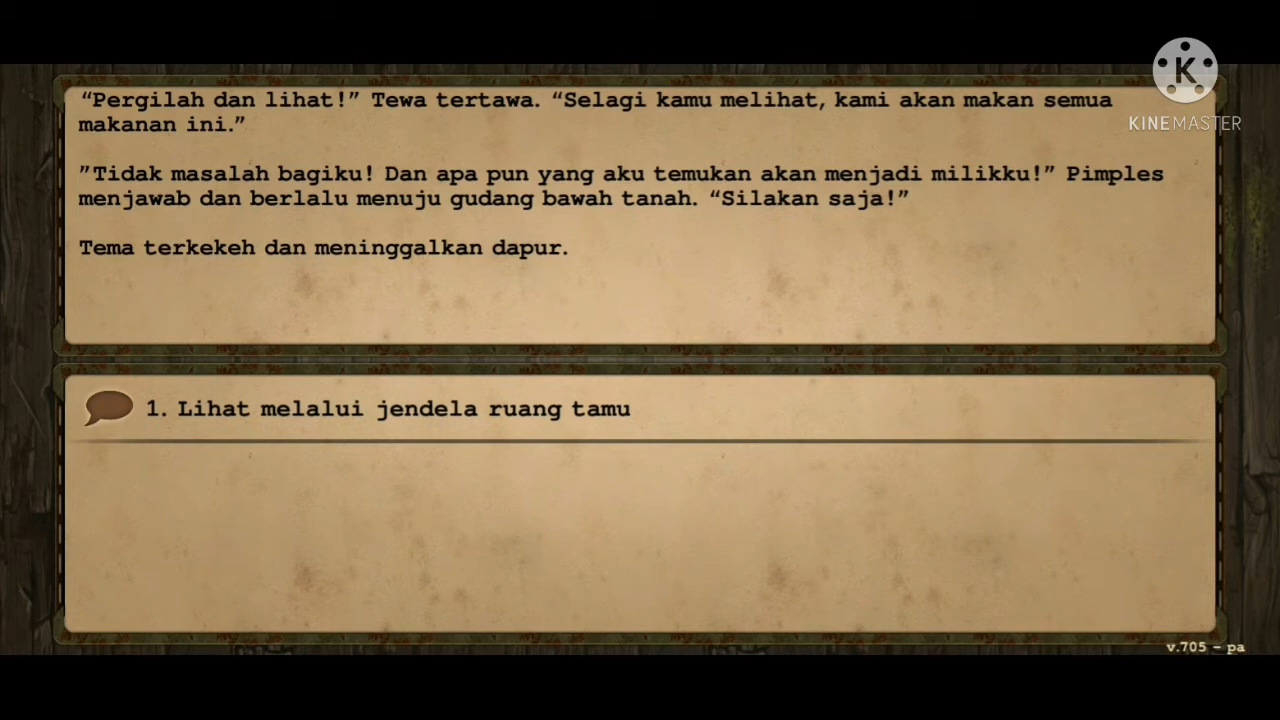 K
KINEMASTER
“Pergilah dan lihat!” Tewa tertawa. “Selagi kamu melihat, kami akan makan semua
makanan ini.”
”Tidak masalah bagiku! Dan apa pun yang aku temukan akan menjadi milikku!” Pimples
menjawab dan berlalu menuju gudang bawah tanah. “Silakan saja!”
Tema terkekeh dan meninggalkan dapur.
1. Lihat melalui jendela ruang tamu
v.705 - pa